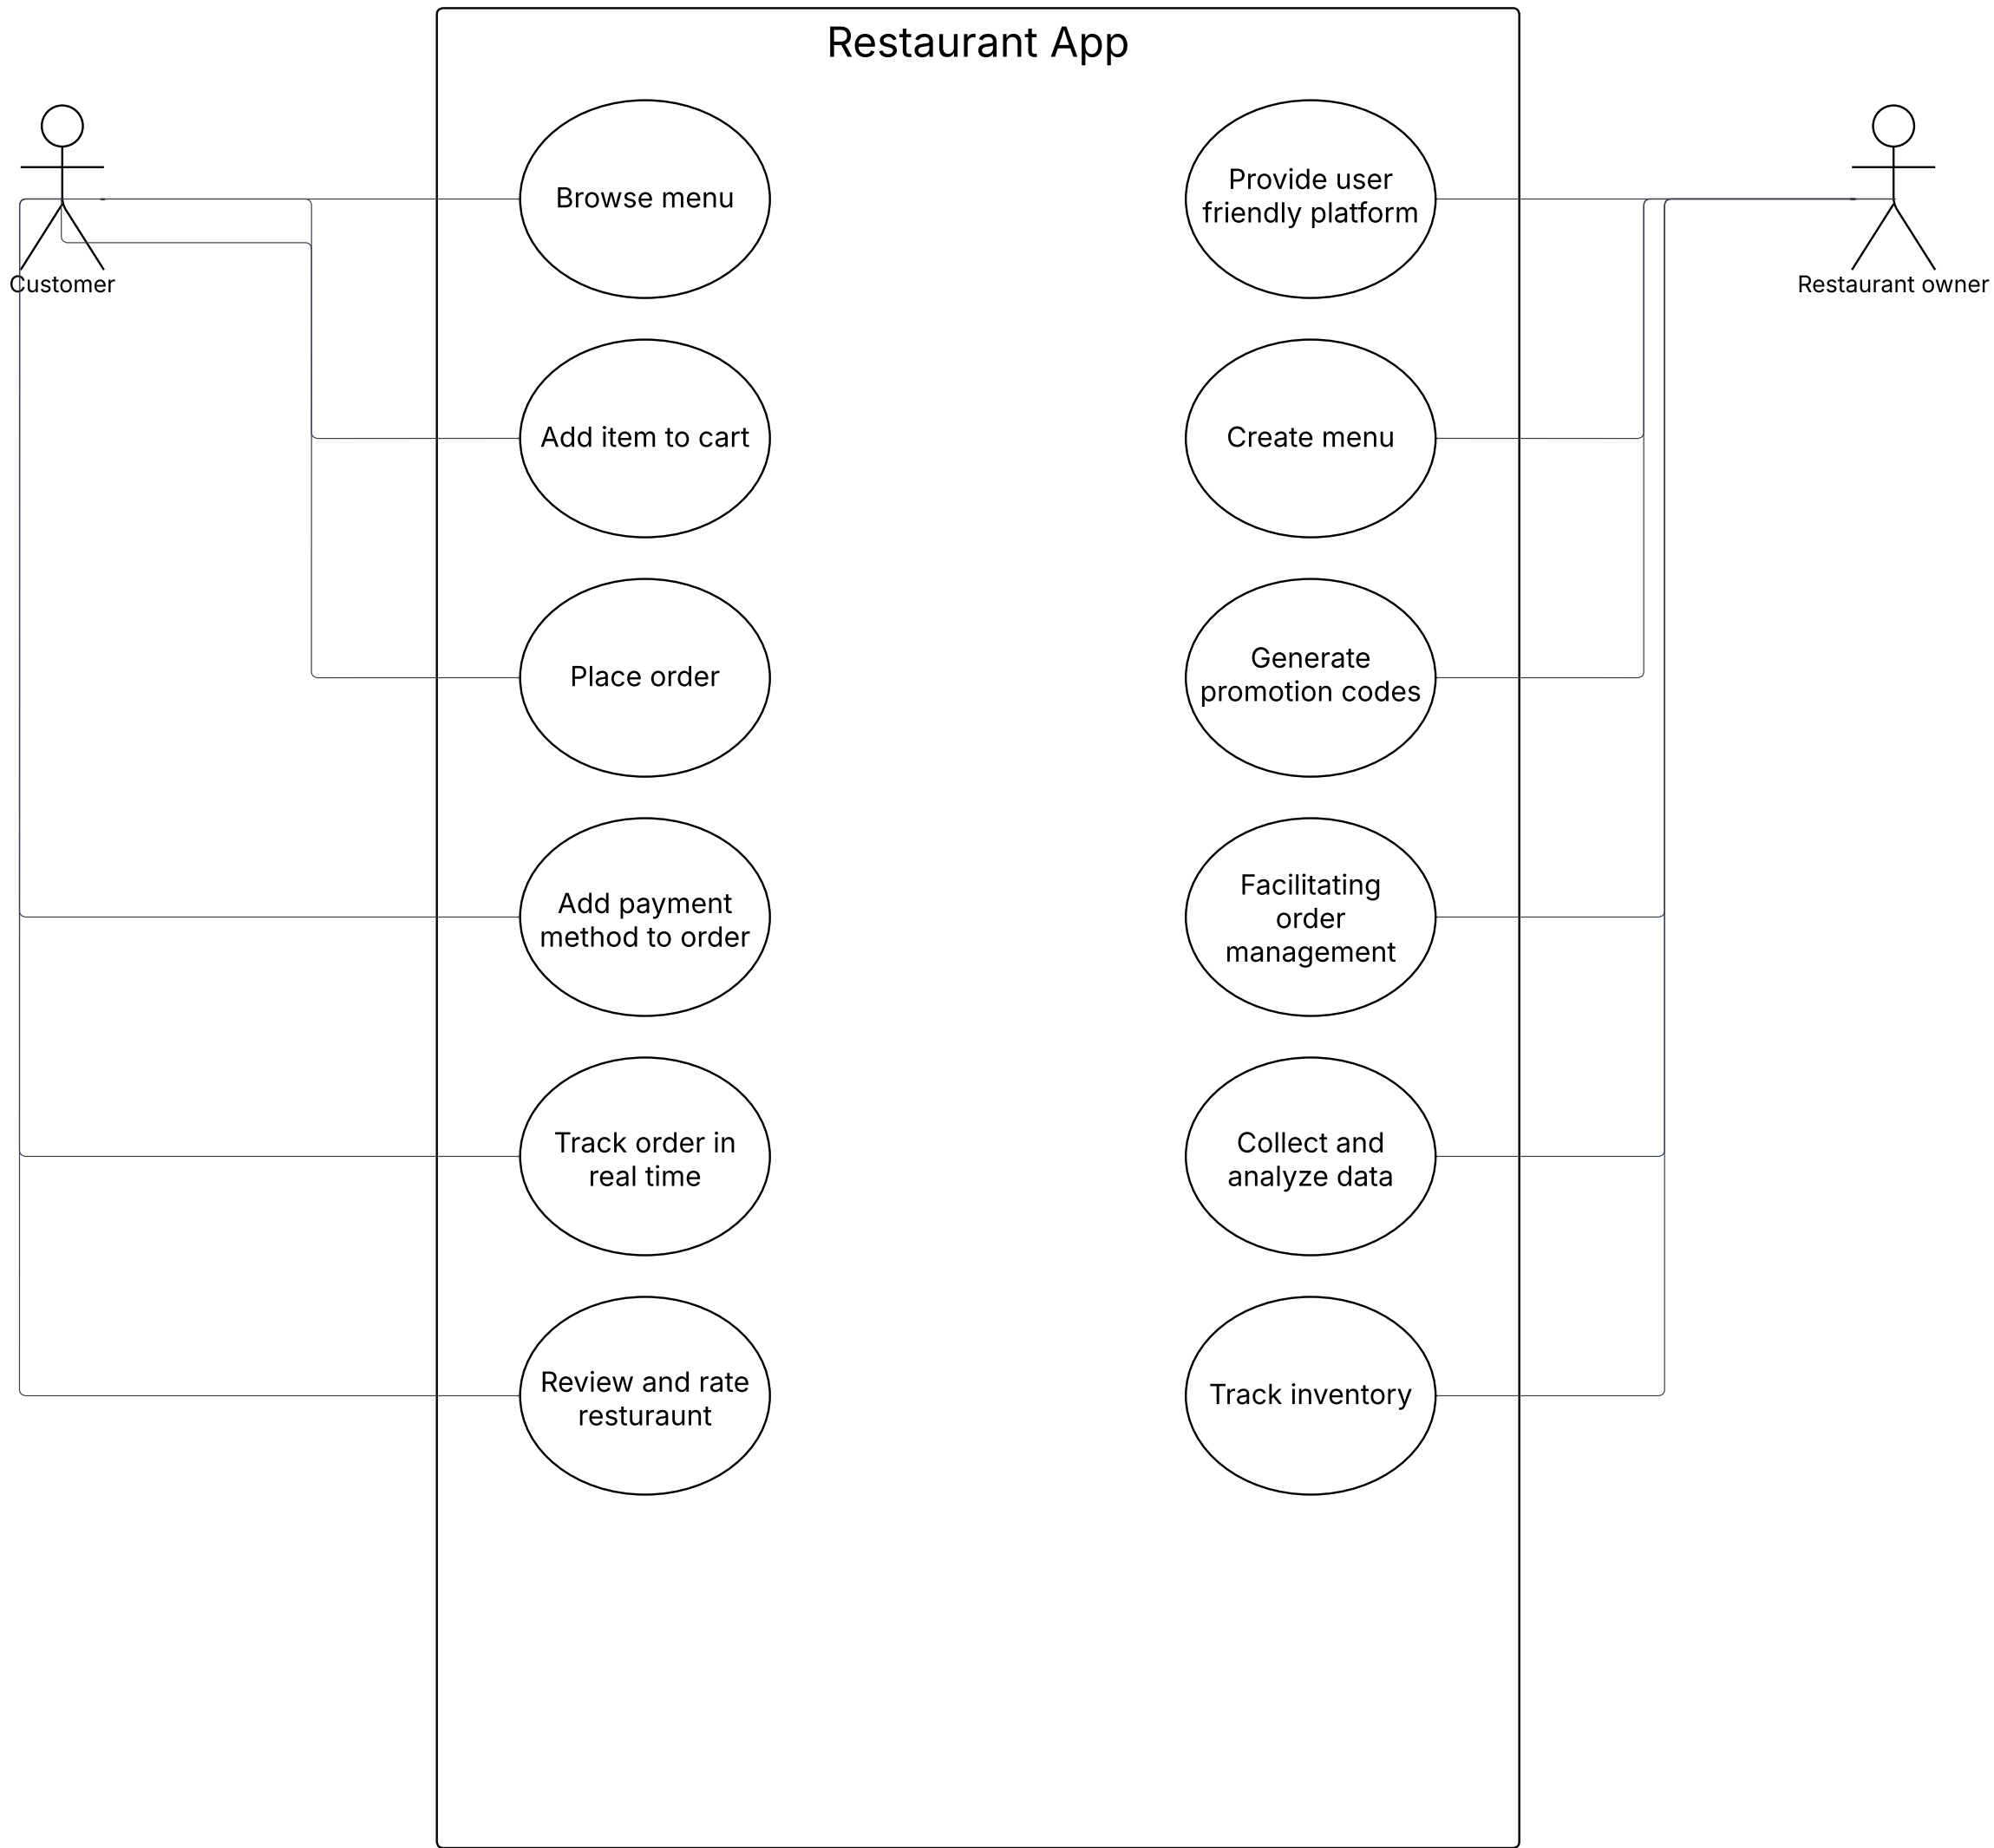 Restaurant App
Customer
Restaurant owner
Browse menu
Provide user
friendly platform
Add item to cart
Create menu
Place order
Generate
promotion codes
Add payment
method to order
Facilitating
order
management
Track order in
real time
Collect and
analyze data
Review and rate
resturaunt
Track inventory